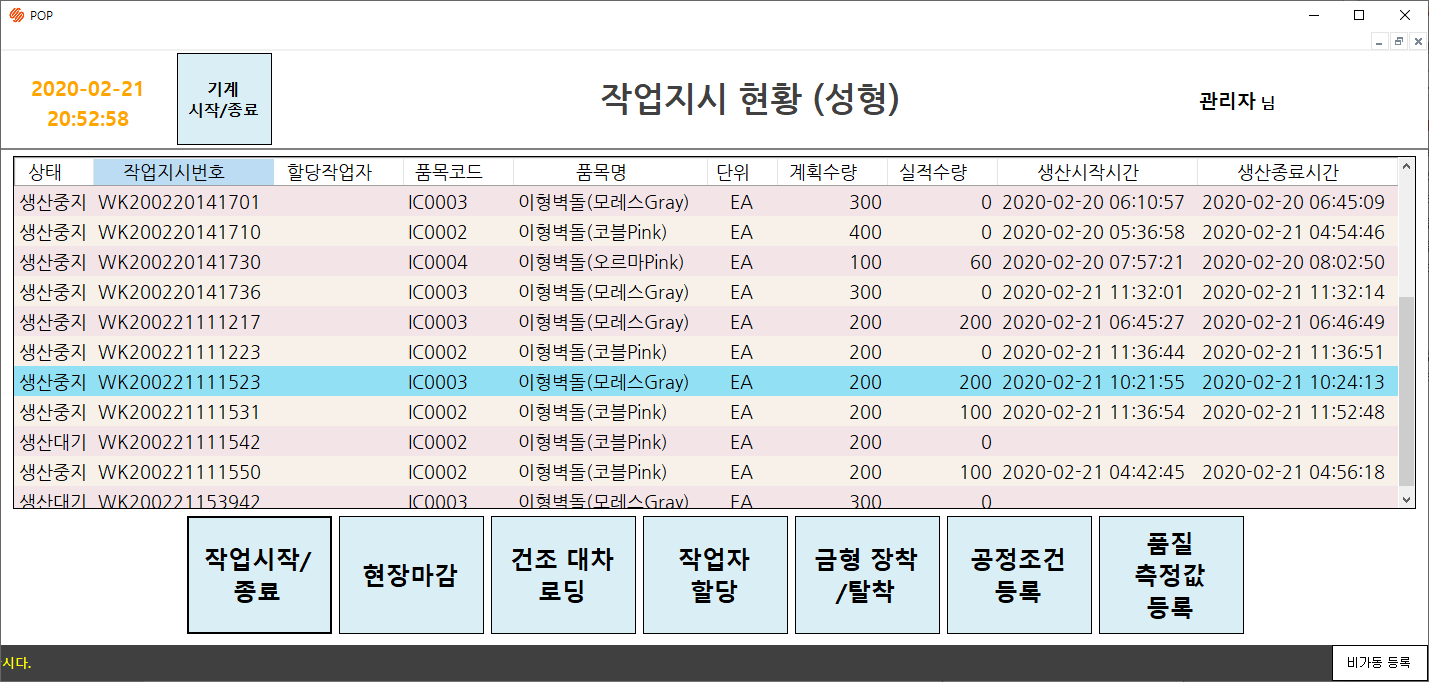 POP
2020-02-21
20:52:58
기계
시작/종료
작업지시 현황 (성형)
관리자 님
상태 작업지시번호 할당작업자 품목코드 품목명 단위 계획수량 실적수량 생산시작시간 생산종료시간
생산중지 WK200220141701 IC0003 이형벽돌(모레스Gray) EA 300 0 2020-02-20 06:10:57 2020-02-20 06:45:09
생산중지 WK200220141710 IC0002 이형벽돌(코블Pink) EA 400 0 2020-02-20 05:36:58 2020-02-21 04:54:46
생산중지 WK200220141730 IC0004 이형벽돌(오르마Pink) EA 100 60 2020-02-20 07:57:21 2020-02-20 08:02:50
생산중지 WK200220141736 IC0003 이형벽돌(모레스Gray) EA 300 0 2020-02-21 11:32:01 2020-02-21 11:32:14
생산중지 WK200221111217 IC0003 이형벽돌(모레스Gray) EA 200 200 2020-02-21 06:45:27 2020-02-21 06:46:49
생산중지 WK200221111223 IC0002 이형벽돌(코블Pink) EA 200 0 2020-02-21 11:36:44 2020-02-21 11:36:51
생산중지 WK200221111523 IC0003 이형벽돌(모레스Gray) EA 200 200 2020-02-21 10:21:55 2020-02-21 10:24:13
생산중지 WK200221111531 IC0002 이형벽돌(코블Pink) EA 200 100 2020-02-21 11:36:54 2020-02-21 11:52:48
생산대기 WK200221111542 IC0002 이형벽돌(코블Pink) EA 200 0
생산중지 WK200221111550 IC0002 이형벽돌(코블Pink) EA 200 100 2020-02-21 04:42:45 2020-02-21 04:56:18
생산대기 WK200221153942 IC0003 이형벽돌(모레스Gray) EA 300 0
작업시작/
종료
현장마감
건조 대차
로딩
작업자
할당
금형 장착
/탈착
공정조건
등록
품질
측정값
등록
시다.
비가동 등록